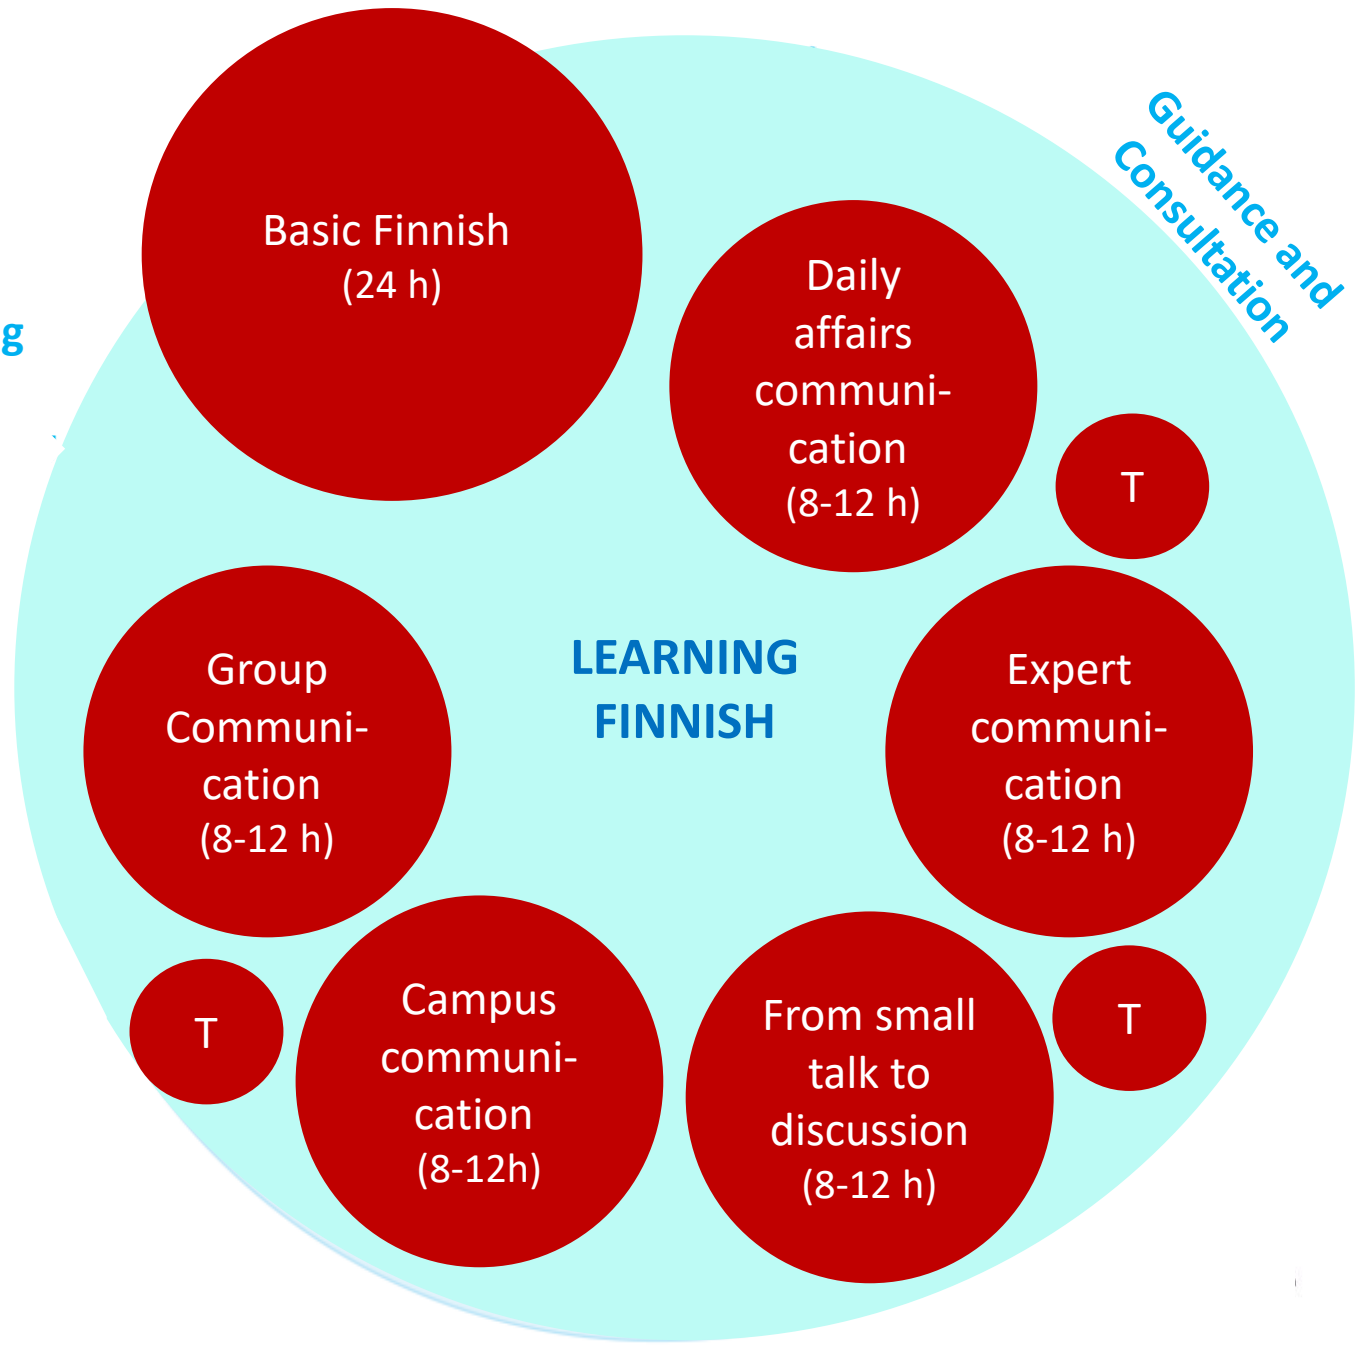 Basic Finnish
(24 h)
Guidance and
Consultation
Daily
affairs
communi-
cation
(8-12 h)
g
T
LEARNING
FINNISH
Group
Communi-
cation
(8-12 h)
Expert
communi-
cation
(8-12 h)
T
Campus
communi-
cation
(8-12h)
From small
talk to
discussion
(8-12 h)
T